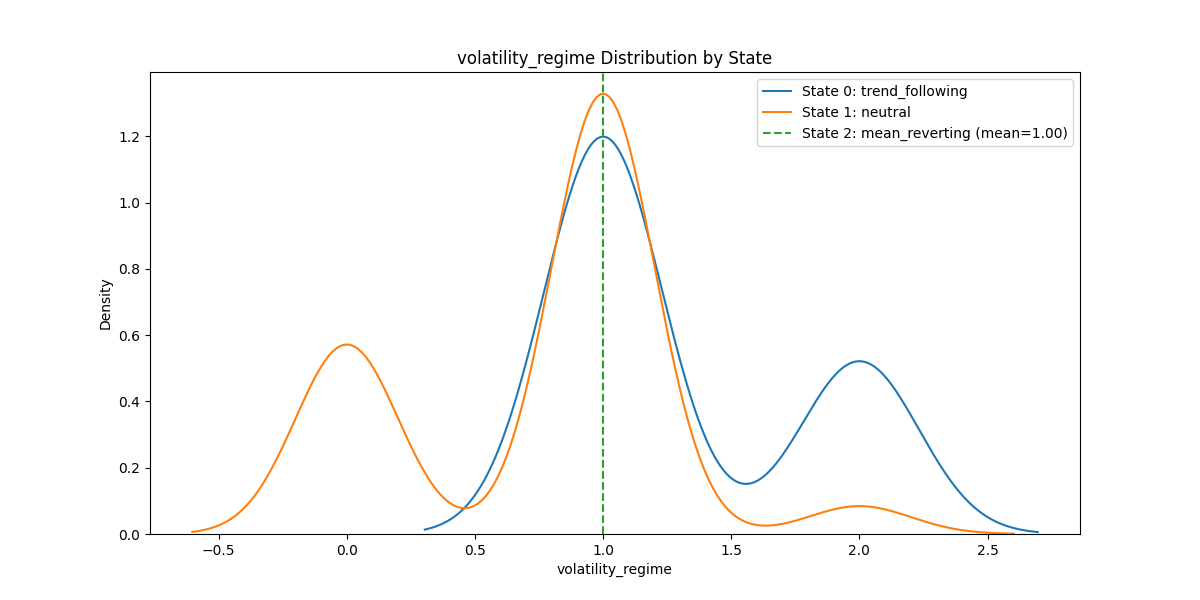 volatility_regime Distribution by State
State 0: trend_following
State 1: neutral
State 2: mean_reverting (mean=1.00)
Density
1.2
1.0
0.8
0.6
0.4
0.2
0.0
−0.5 0.0 0.5 1.0 1.5 2.0 2.5
volatility_regime